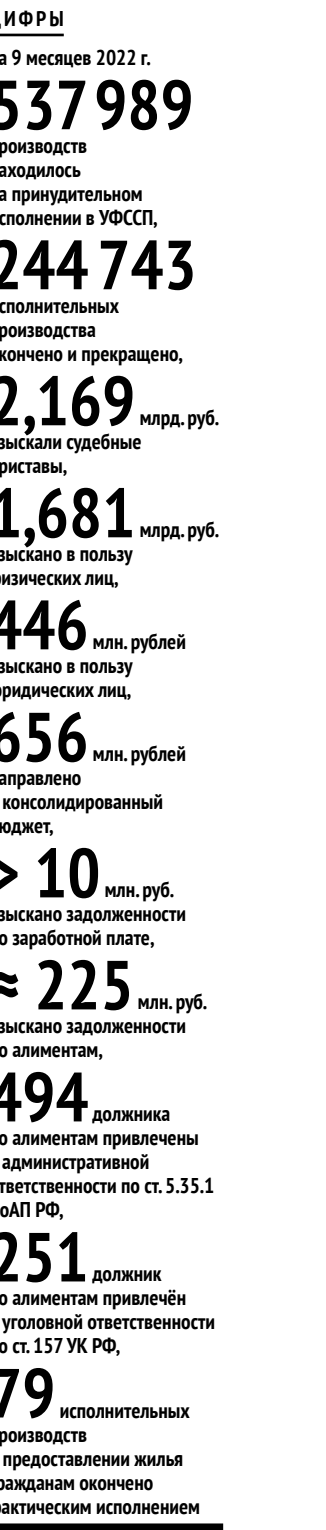 ИФРЫ
а 9 месяцев 2022 г.
537 989
роизводств
аходилось
а принудительном
сполнении в УФССП,
244 743
сполнительных
роизводства
кончено и прекращено,
2,169 млрд. руб.
зыскали судебные
риставы,
1,681 млрд. руб.
зыскано в пользу
изических лиц,
446 млн. рублей
зыскано в пользу
ридических лиц,
656 млн. рублей
аправлено
консолидированный
юджет,
> 10 млн. руб.
зыскано задолженности
о заработной плате,
≈ 225 млн. руб.
зыскано задолженности
о алиментам,
494 должника
о алиментам привлечены
административной
тветственности по ст. 5.35.1
оАП РФ,
251 должник
о алиментам привлечён
уголовной ответственности
о ст. 157 УК РФ,
79 исполнительных
роизводств
предоставлении жилья
ражданам окончено
актическим исполнением